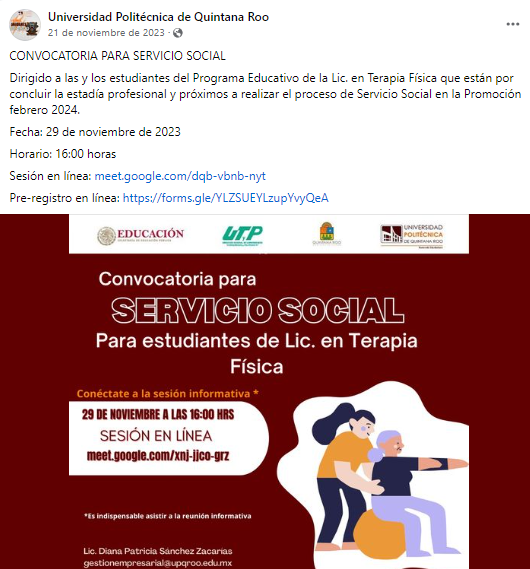 Universidad Politécnica de Quintana Roo
21 de noviembre de 2023 ·
CONVOCATORIA PARA SERVICIO SOCIAL
Dirigido a las y los estudiantes del Programa Educativo de la Lic. en Terapia Física que están por
concluir la estadía profesional y próximos a realizar el proceso de Servicio Social en la Promoción
febrero 2024.
Fecha: 29 de noviembre de 2023
Horario: 16:00 horas
Sesión en línea: meet.google.com/dqb-vbnb-nyt
Pre-registro en línea: https://forms.gle/YLZSUEYLzupYvyQeA
EDUCACIÓN
UTP
QUINTANA ROO
UNIVERSIDAD
POLITÉCNICA
DE QUINTANA ROO
Convocatoria para
SERVICIO SOCIAL
Para estudiantes de Lic. en Terapia
Física
Conéctate a la sesión informativa *
29 DE NOVIEMBRE A LAS 16:00 HRS
SESIÓN EN LÍNEA
meet.google.com/xnj-jjco-grz
*Es indispensable asistir a la reunión informativa
Lic. Diana Patricia Sánchez Zacarías
gestionempresarial@upqroo.edu.mx